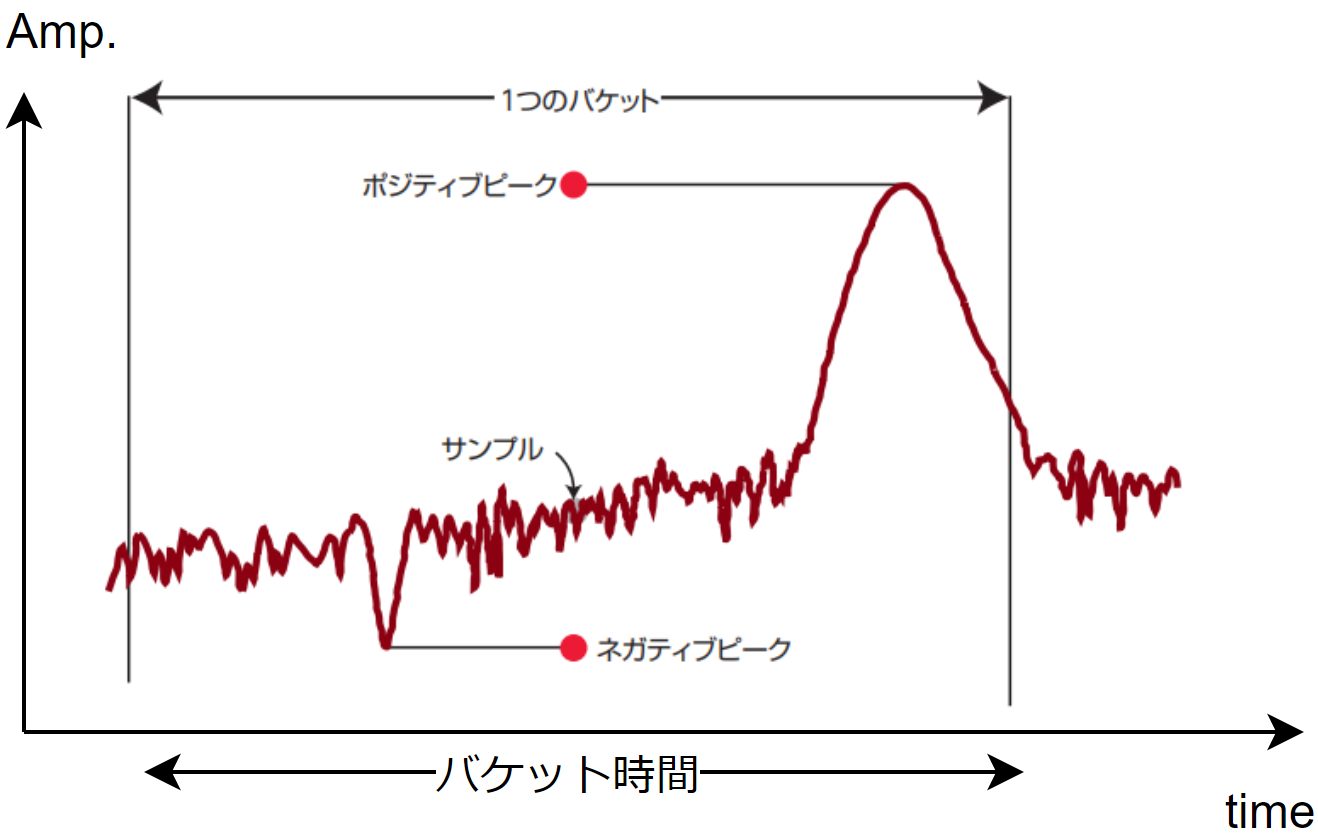 Amp.
1つのバケット
ポジティブピーク
サンプル
ネガティブピーク
バケット時間
time